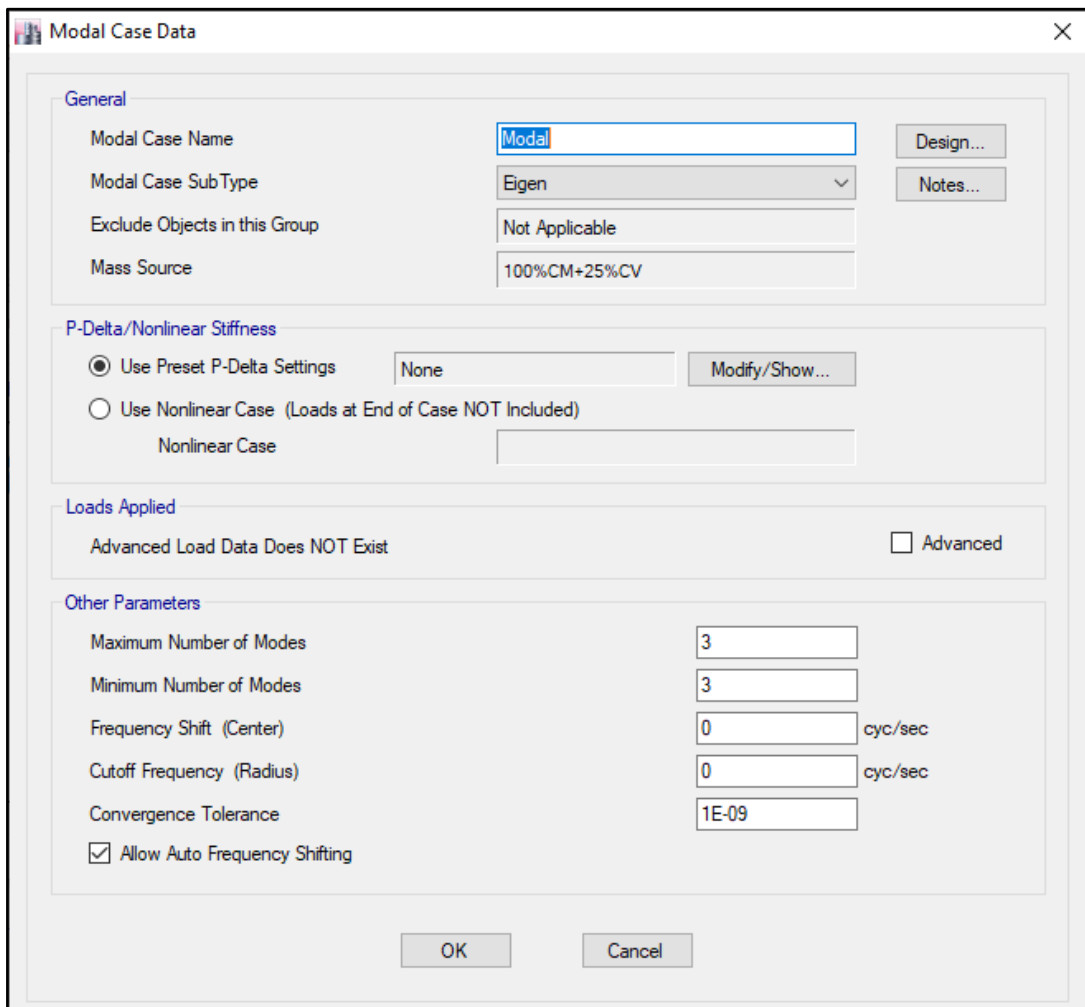 Modal Case Data
General
Modal Case Name Modal Design...
Modal Case SubType Eigen Notes...
Exclude Objects in this Group Not Applicable
Mass Source 100%CM+25%CV
P-Delta/Nonlinear Stiffness
Use Preset P-Delta Settings None Modify/Show...
Use Nonlinear Case (Loads at End of Case NOT Included)
Nonlinear Case
Loads Applied
Advanced Load Data Does NOT Exist Advanced
Other Parameters
Maximum Number of Modes 3
Minimum Number of Modes 3
Frequency Shift (Center) 0 cyc/sec
Cutoff Frequency (Radius) 0 cyc/sec
Convergence Tolerance 1E-09
Allow Auto Frequency Shifting
OK Cancel